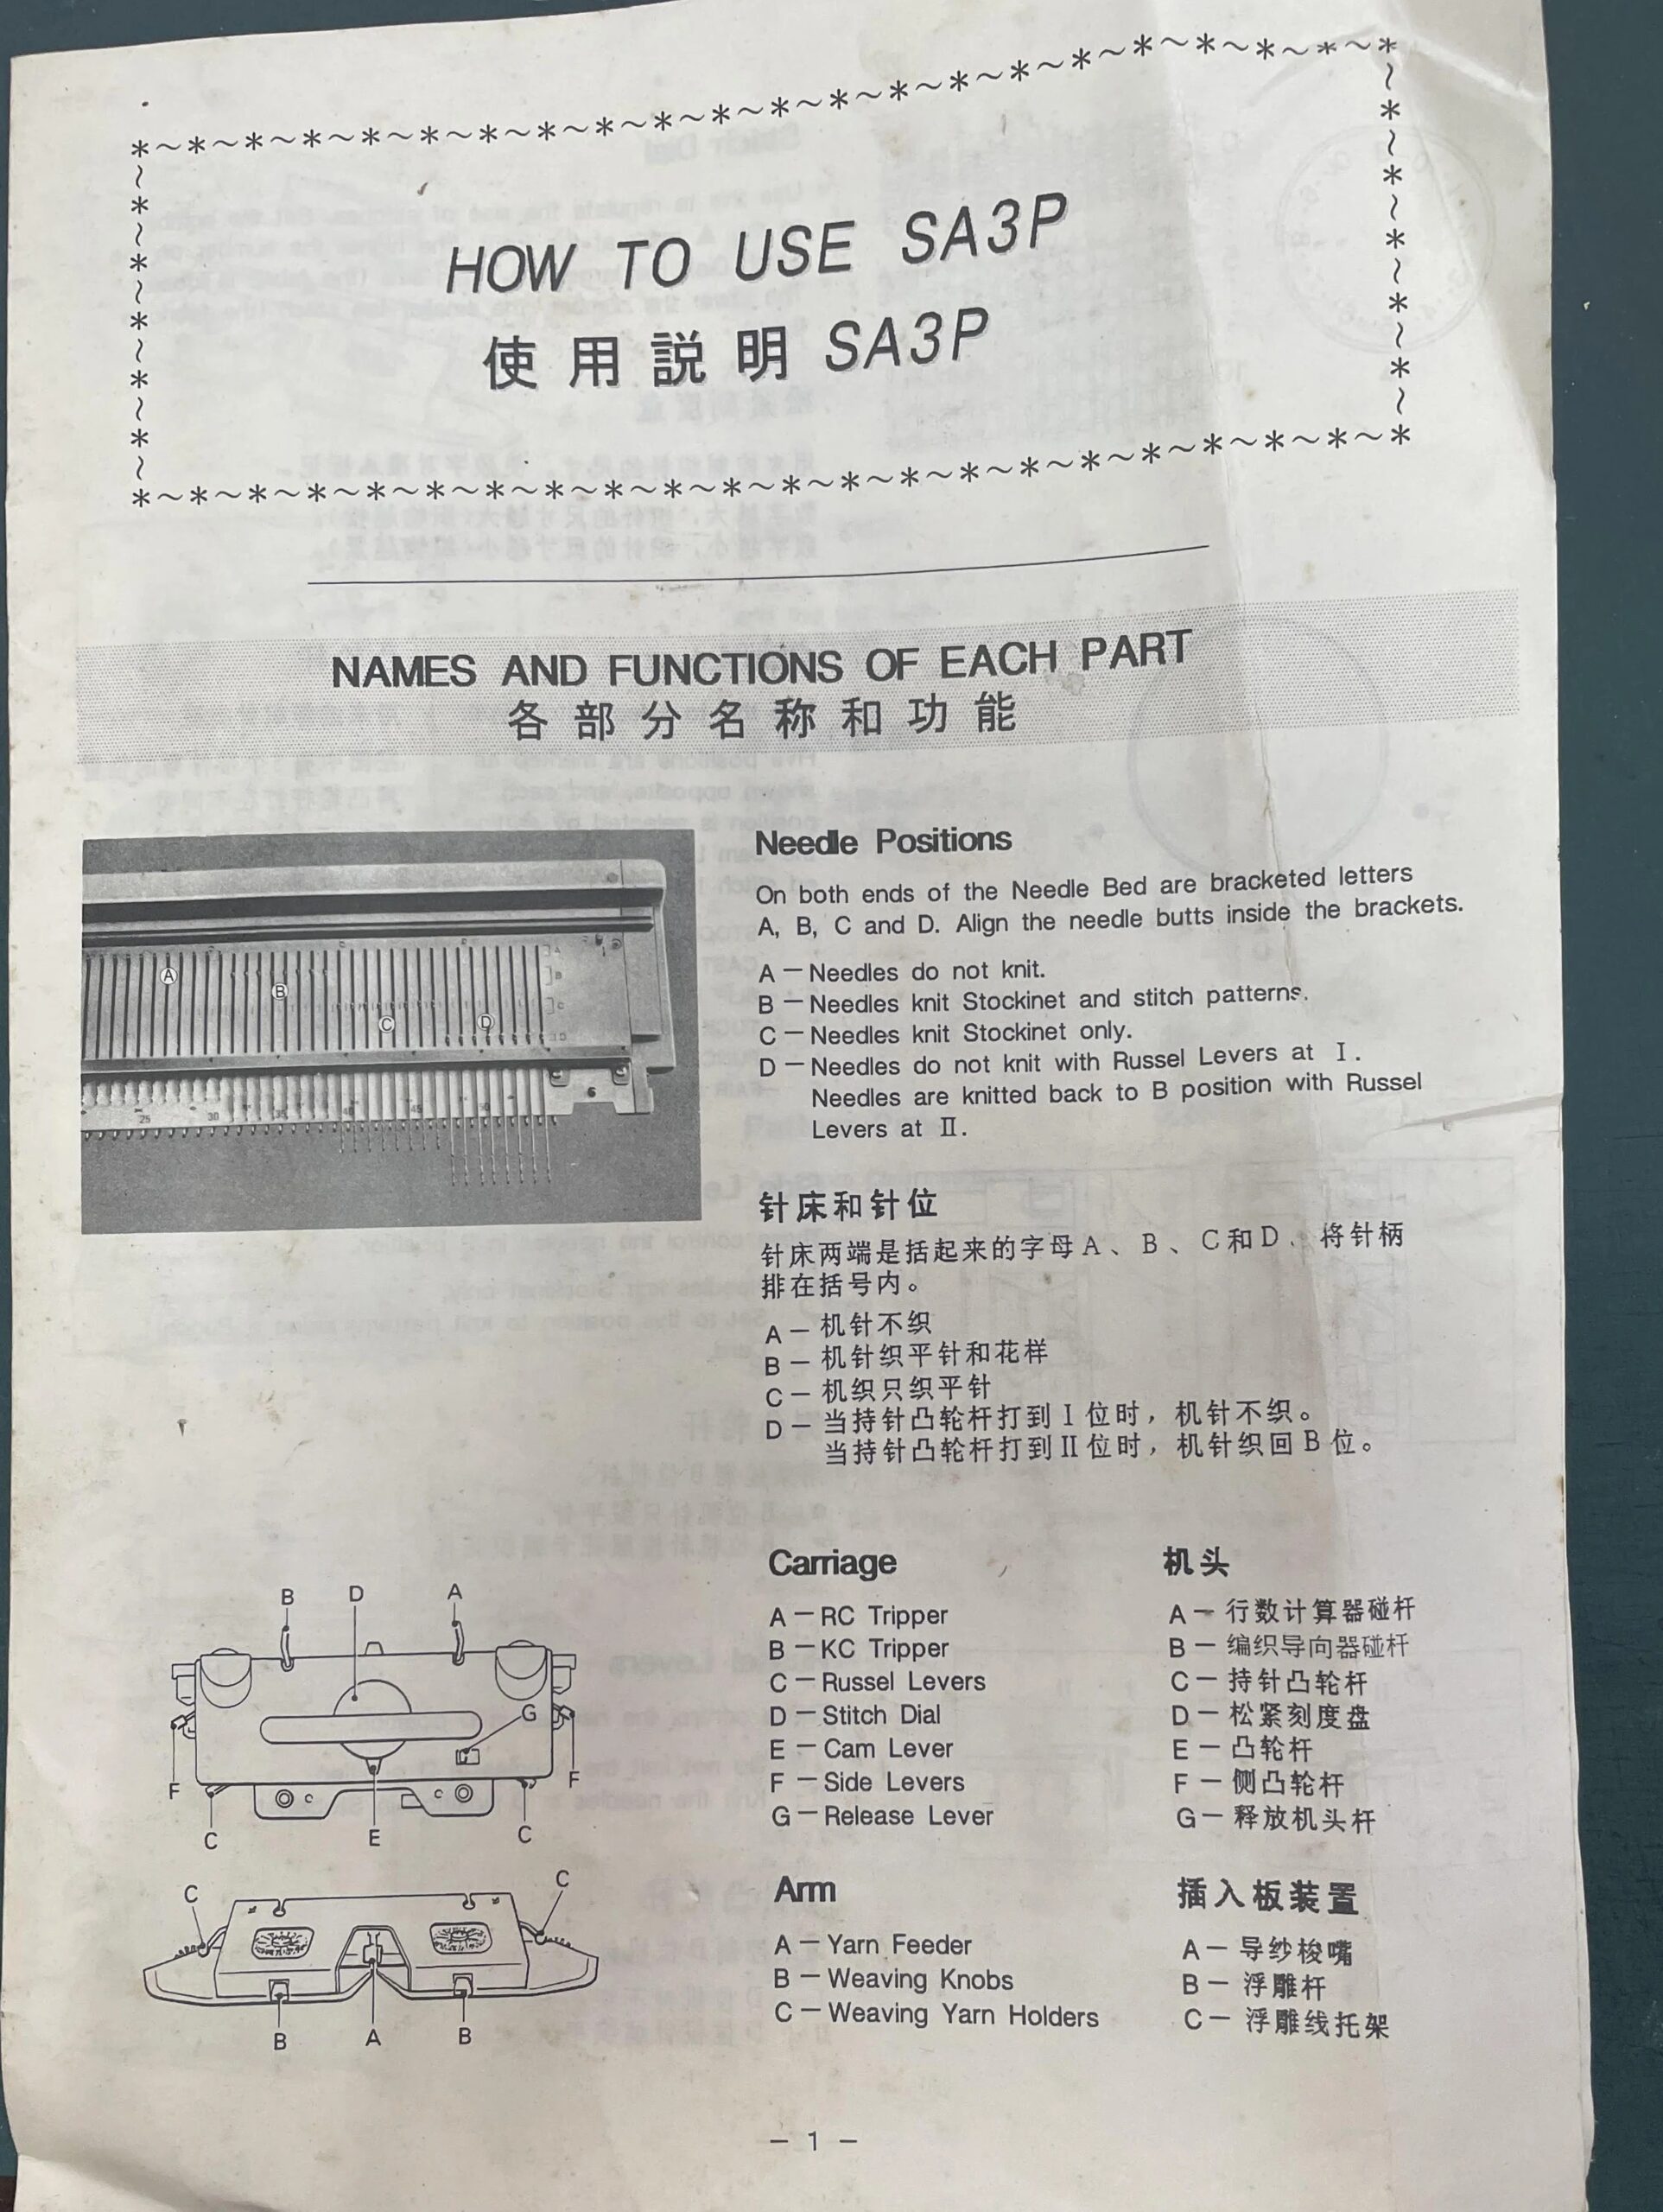 HOW TO USE SA3P
使用説明 SA3P
NAMES AND FUNCTIONS OF EACH PART
各部分名称和功能
A
B
C
D
A
B
C
D
25
30
35
40
45
50
Needle Positions
On both ends of the Needle Bed are bracketed letters
A, B, C and D. Align the needle butts inside the brackets.
A — Needles do not knit.
B — Needles knit Stockinet and stitch patterns.
C — Needles knit Stockinet only.
D — Needles do not knit with Russel Levers at Ⅰ.
Needles are knitted back to B position with Russel
Levers at Ⅱ.
针床和针位
针床两端是括起来的字母A、B、C和D、将针柄
排在括号内。
A — 机针不织
B — 机针织平针和花样
C — 机织只织平针
D — 当持针凸轮杆打到Ⅰ位时，机针不织。
当持针凸轮杆打到Ⅱ位时，机针织回B位。
B D A
G
F F
C E C
C C
B A B
Carriage
A — RC Tripper
B — KC Tripper
C — Russel Levers
D — Stitch Dial
E — Cam Lever
F — Side Levers
G — Release Lever
机头
A — 行数计算器碰杆
B — 编织导向器碰杆
C — 持针凸轮杆
D — 松紧刻度盘
E — 凸轮杆
F — 侧凸轮杆
G — 释放机头杆
Arm
A — Yarn Feeder
B — Weaving Knobs
C — Weaving Yarn Holders
插入板装置
A — 导纱梭嘴
B — 浮雕杆
C — 浮雕线托架
— 1 —